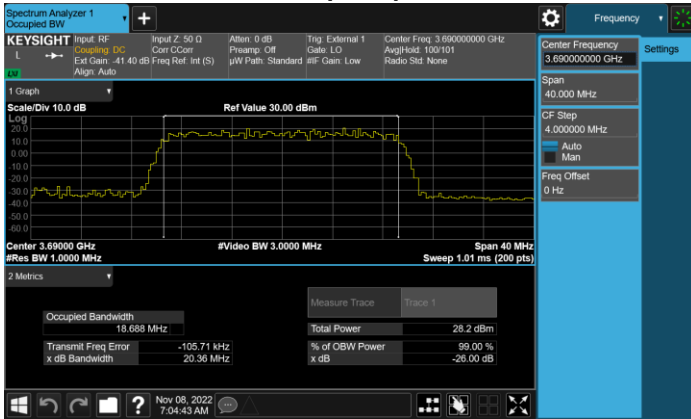 Spectrum Analyzer 1
Occupied BW
Frequency
KEYSIGHT
L
Input: RF
Coupling: DC
Ext Gain: -41.40 dB
Align: Auto
Input Z: 50 Ω
Corr CCorr
Freq Ref: Int (S)
Atten: 0 dB
Preamp: Off
µW Path: Standard
Trig: External 1
Gate: LO
#IF Gain: Low
Center Freq: 3.690000000 GHz
Avg|Hold: 100/101
Radio Std: None
Center Frequency
3.690000000 GHz
Settings
Span
40.000 MHz
CF Step
4.000000 MHz
Auto
Man
Freq Offset
0 Hz
1 Graph
Scale/Div 10.0 dB
Ref Value 30.00 dBm
Log
20.0
10.0
0.00
-10.0
-20.0
-30.0
-40.0
-50.0
-60.0
Center 3.69000 GHz
#Video BW 3.0000 MHz
Span 40 MHz
#Res BW 1.0000 MHz
Sweep 1.01 ms (200 pts)
2 Metrics
Measure Trace
Trace 1
Occupied Bandwidth
18.688 MHz
Total Power
28.2 dBm
Transmit Freq Error
-105.71 kHz
% of OBW Power
99.00 %
x dB Bandwidth
20.36 MHz
x dB
-26.00 dB
?
Nov 08, 2022
7:04:43 AM